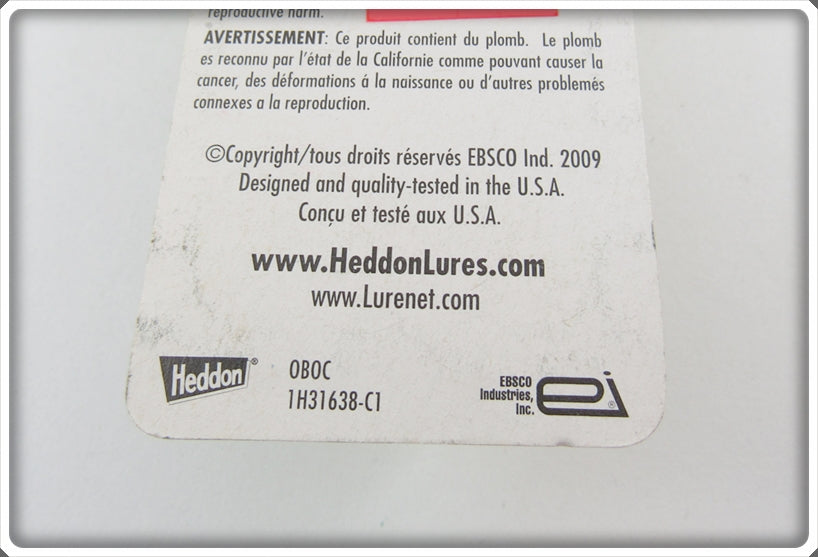 reproductive harm.
AVERTISSEMENT: Ce produit contient du plomb. Le plomb
es reconnu par l'état de la Californie comme pouvant causer la
cancer, des déformations á la naissance ou d'autres problemés
connexes a la reproduction.
©Copyright/tous droits réservés EBSCO Ind. 2009
Designed and quality-tested in the U.S.A.
Conçu et testé aux U.S.A.
www.HeddonLures.com
www.Lurenet.com
Heddon®
OBOC
1H31638-C1
EBSCO
Industries,
Inc.
ei®